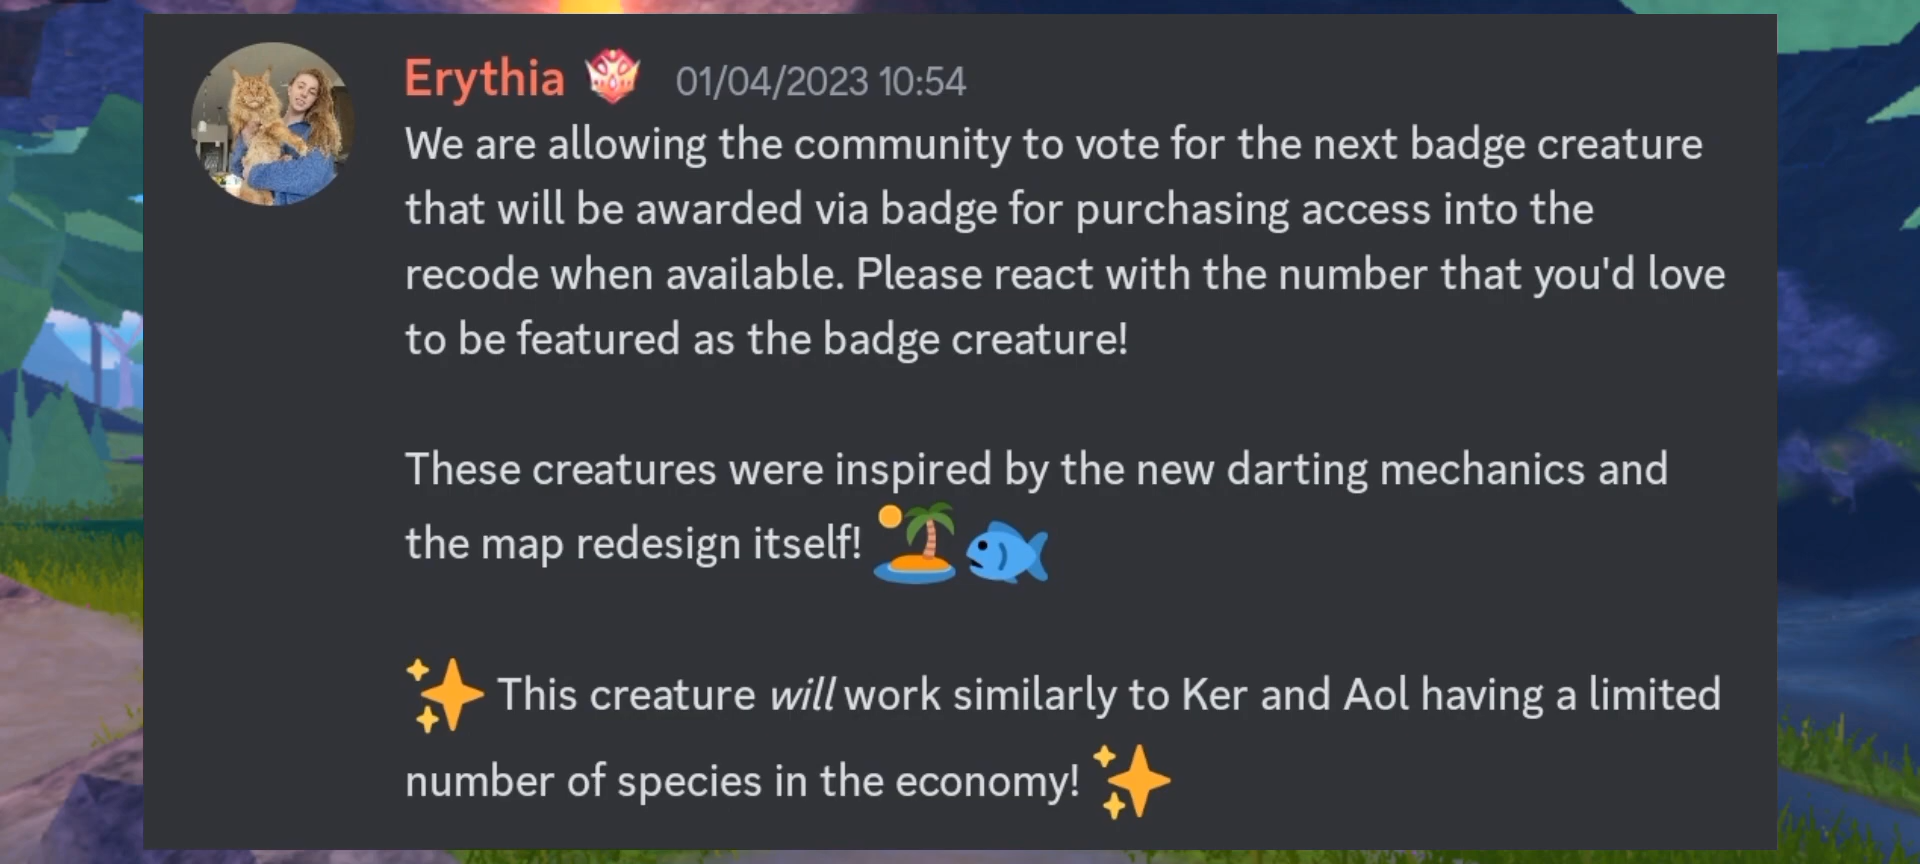 Erythia 01/04/2023 10:54
We are allowing the community to vote for the next badge creature
that will be awarded via badge for purchasing access into the
recode when available. Please react with the number that you'd love
to be featured as the badge creature!
These creatures were inspired by the new darting mechanics and
the map redesign itself! 🏝️🐟
✨ This creature will work similarly to Ker and Aol having a limited
number of species in the economy! ✨